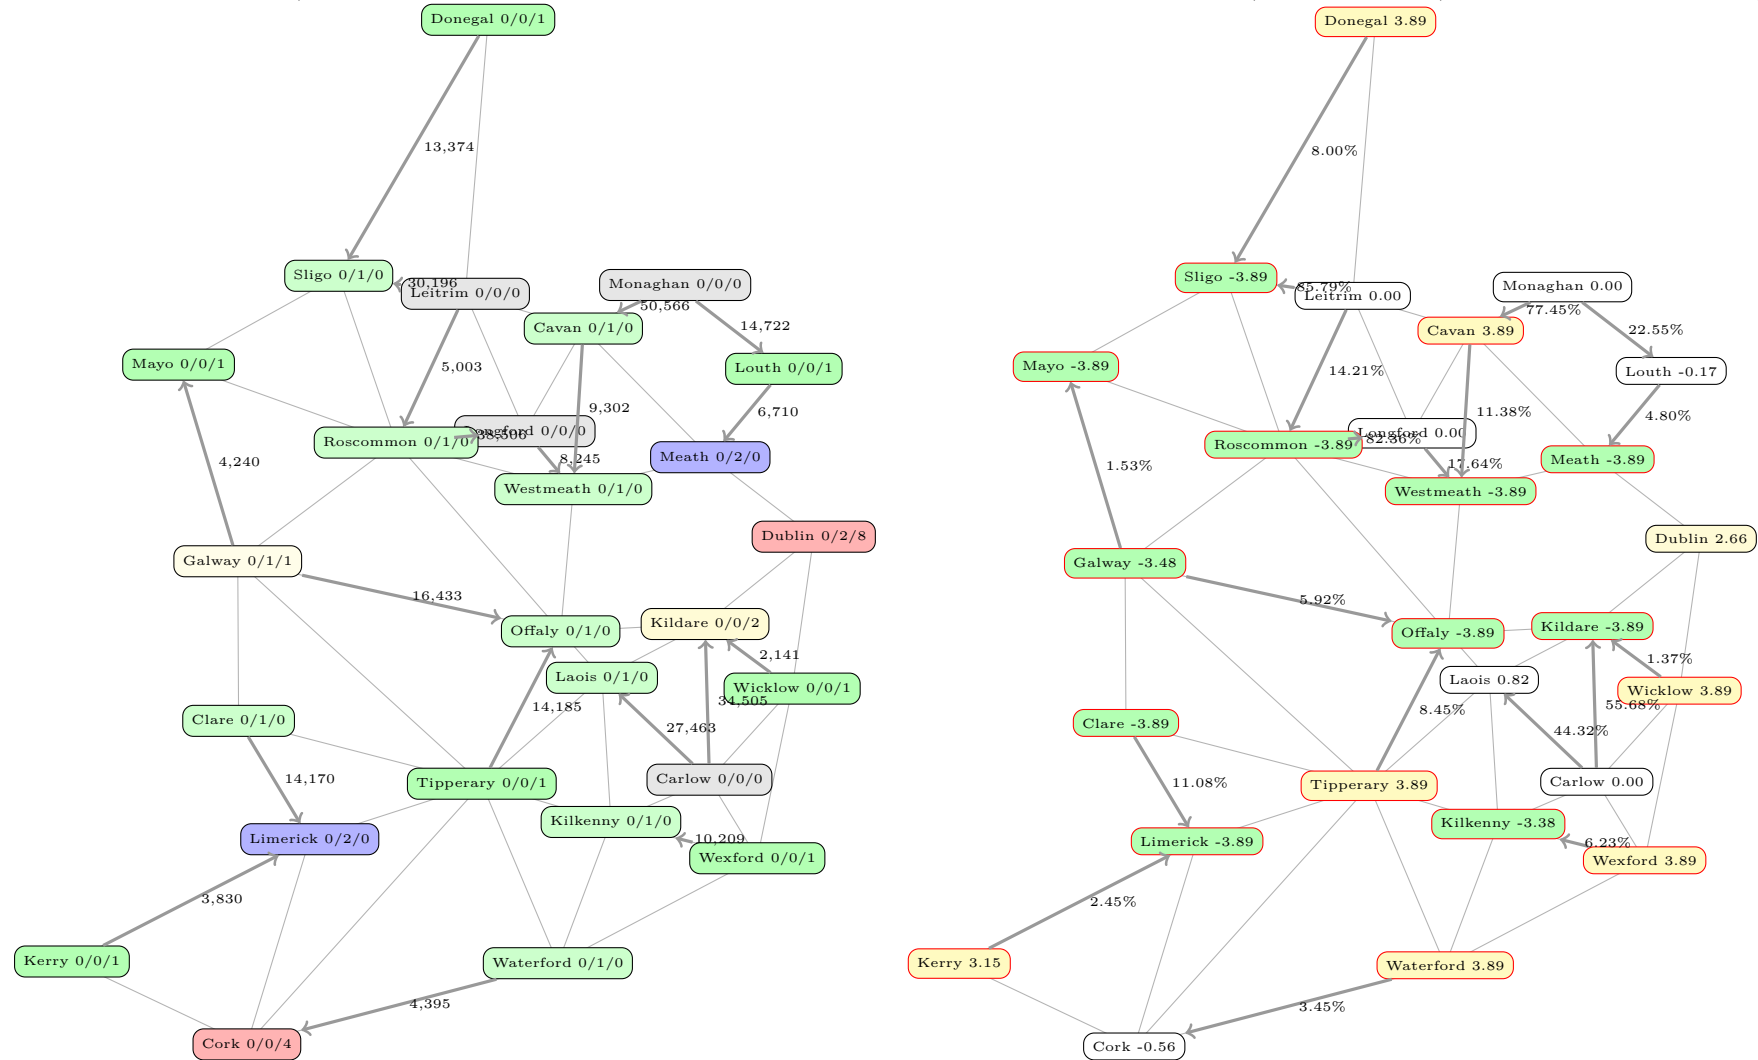 Donegal 0/0/1
13,374
Sligo 0/1/0
30,196
Leitrim 0/0/0
Monaghan 0/0/0
50,566
Cavan 0/1/0
14,722
Mayo 0/0/1
5,003
Louth 0/0/1
9,302
6,710
Roscommon 0/1/0
38,506
Longford 0/0/0
4,240
8,245
Meath 0/2/0
Westmeath 0/1/0
Dublin 0/2/8
Galway 0/1/1
16,433
Offaly 0/1/0
Kildare 0/0/2
2,141
Laois 0/1/0
Wicklow 0/0/1
34,505
14,185
27,463
Clare 0/1/0
14,170
Tipperary 0/0/1
Carlow 0/0/0
Limerick 0/2/0
Kilkenny 0/1/0
10,209
Wexford 0/0/1
3,830
Kerry 0/0/1
Waterford 0/1/0
4,395
Cork 0/0/4
Donegal 3.89
8.00%
Sligo -3.89
85.79%
Leitrim 0.00
Monaghan 0.00
77.45%
Cavan 3.89
22.55%
Mayo -3.89
14.21%
Louth -0.17
11.38%
4.80%
Roscommon -3.89
82.36%
Longford 0.00
1.53%
17.64%
Meath -3.89
Westmeath -3.89
Dublin 2.66
Galway -3.48
5.92%
Offaly -3.89
Kildare -3.89
1.37%
Laois 0.82
Wicklow 3.89
55.68%
8.45%
44.32%
Clare -3.89
11.08%
Tipperary 3.89
Carlow 0.00
Limerick -3.89
Kilkenny -3.38
6.23%
Wexford 3.89
2.45%
Kerry 3.15
Waterford 3.89
3.45%
Cork -0.56